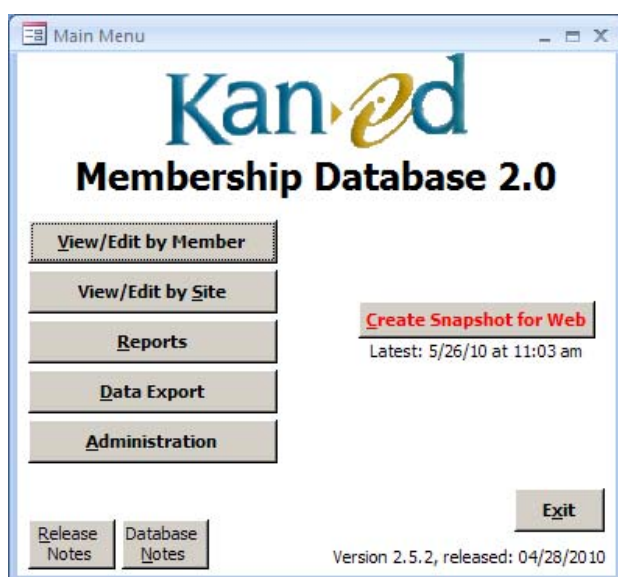 Main Menu
Kan-ed
Membership Database 2.0
View/Edit by Member
View/Edit by Site
Reports
Data Export
Administration
Create Snapshot for Web
Latest: 5/26/10 at 11:03 am
Exit
Release
Notes
Database
Notes
Version 2.5.2, released: 04/28/2010